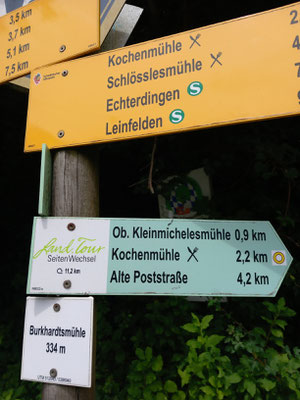 3,5 km
3,7 km
5,1 km
7,5 km
Kochenmühle
Schlösslesmühle
Echterdingen S
Leinfelden S
Land.Tour
SeitenWechsel
11,2 km
Ob. Kleinmichelesmühle 0,9 km
Kochenmühle 2,2 km
Alte Poststraße 4,2 km
Burkhardtsmühle
334 m